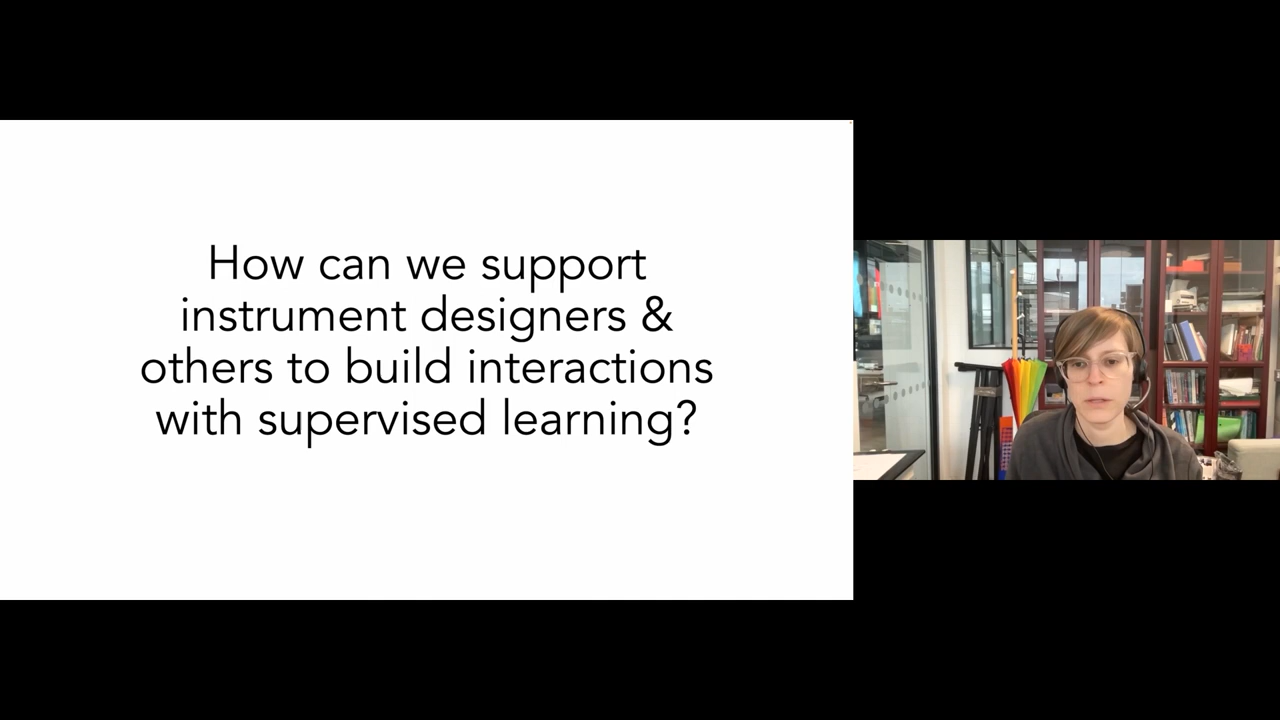 How can we support
instrument designers &
others to build interactions
with supervised learning?